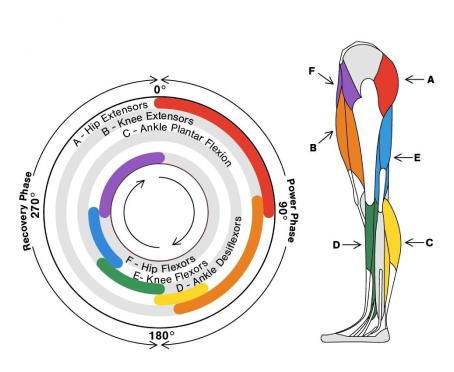 0°
A - Hip Extensors
B - Knee Extensors
C - Ankle Plantar Flexion
Recovery Phase
270°
Power Phase
90°
F - Hip Flexors
E- Knee Flexors
D - Ankle Desiflexors
180°
F
A
B
E
D
C